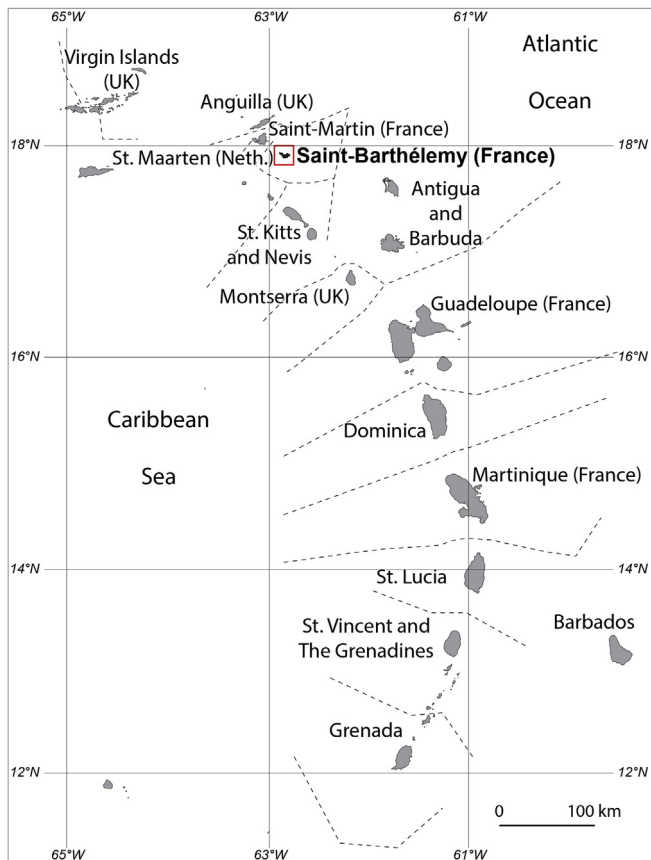 65°W 63°W 61°W
Virgin Islands
(UK)
Atlantic
Ocean
Anguilla (UK)
Saint-Martin (France)
18°N 18°N
St. Maarten (Neth.) Saint-Barthélemy (France)
Antigua
and
Barbuda
St. Kitts
and Nevis
Montserra (UK)
Guadeloupe (France)
16°N 16°N
Caribbean
Sea
Dominica
Martinique (France)
14°N 14°N
St. Lucia
St. Vincent and
The Grenadines
Barbados
Grenada
12°N 12°N
0 100 km
65°W 63°W 61°W